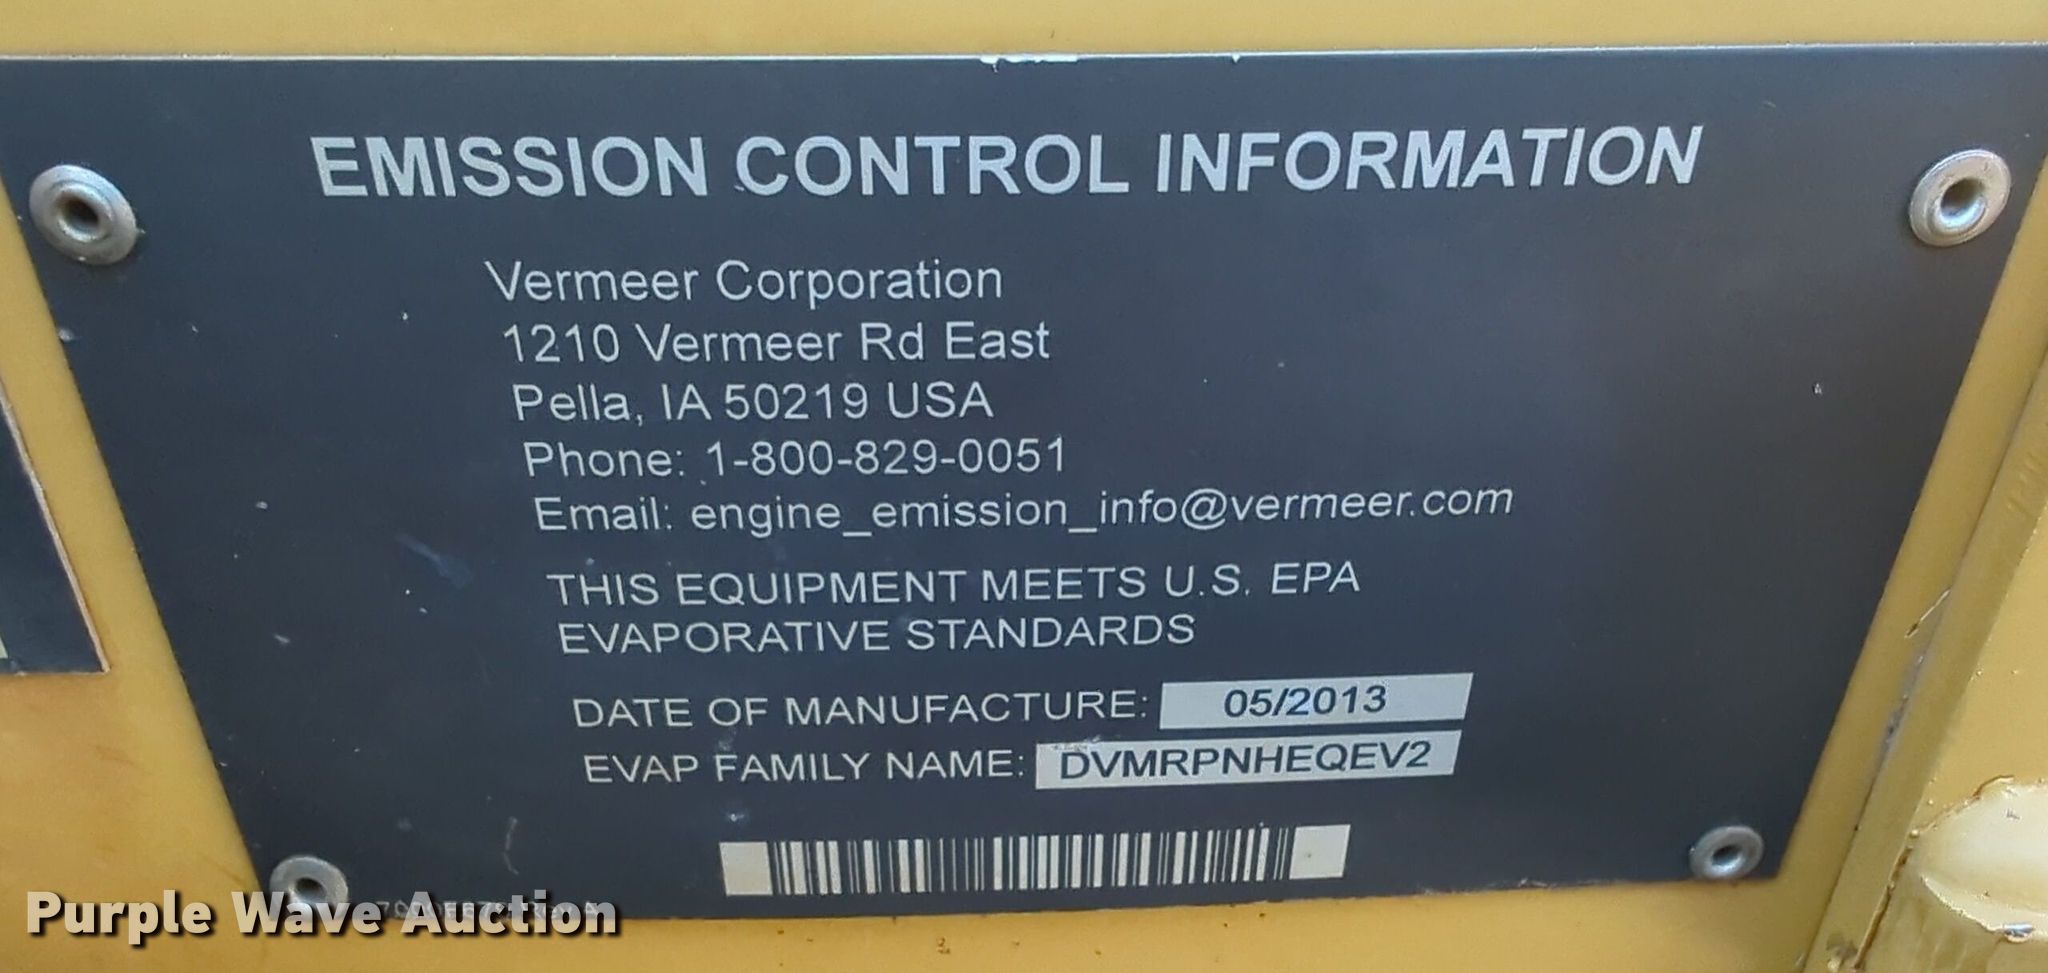 EMISSION CONTROL INFORMATION
Vermeer Corporation
1210 Vermeer Rd East
Pella, IA 50219 USA
Phone: 1-800-829-0051
Email: engine_emission_info@vermeer.com
THIS EQUIPMENT MEETS U.S. EPA
EVAPORATIVE STANDARDS
DATE OF MANUFACTURE: 05/2013
EVAP FAMILY NAME: DVMRPNHEQEV2
Purple Wave Auction